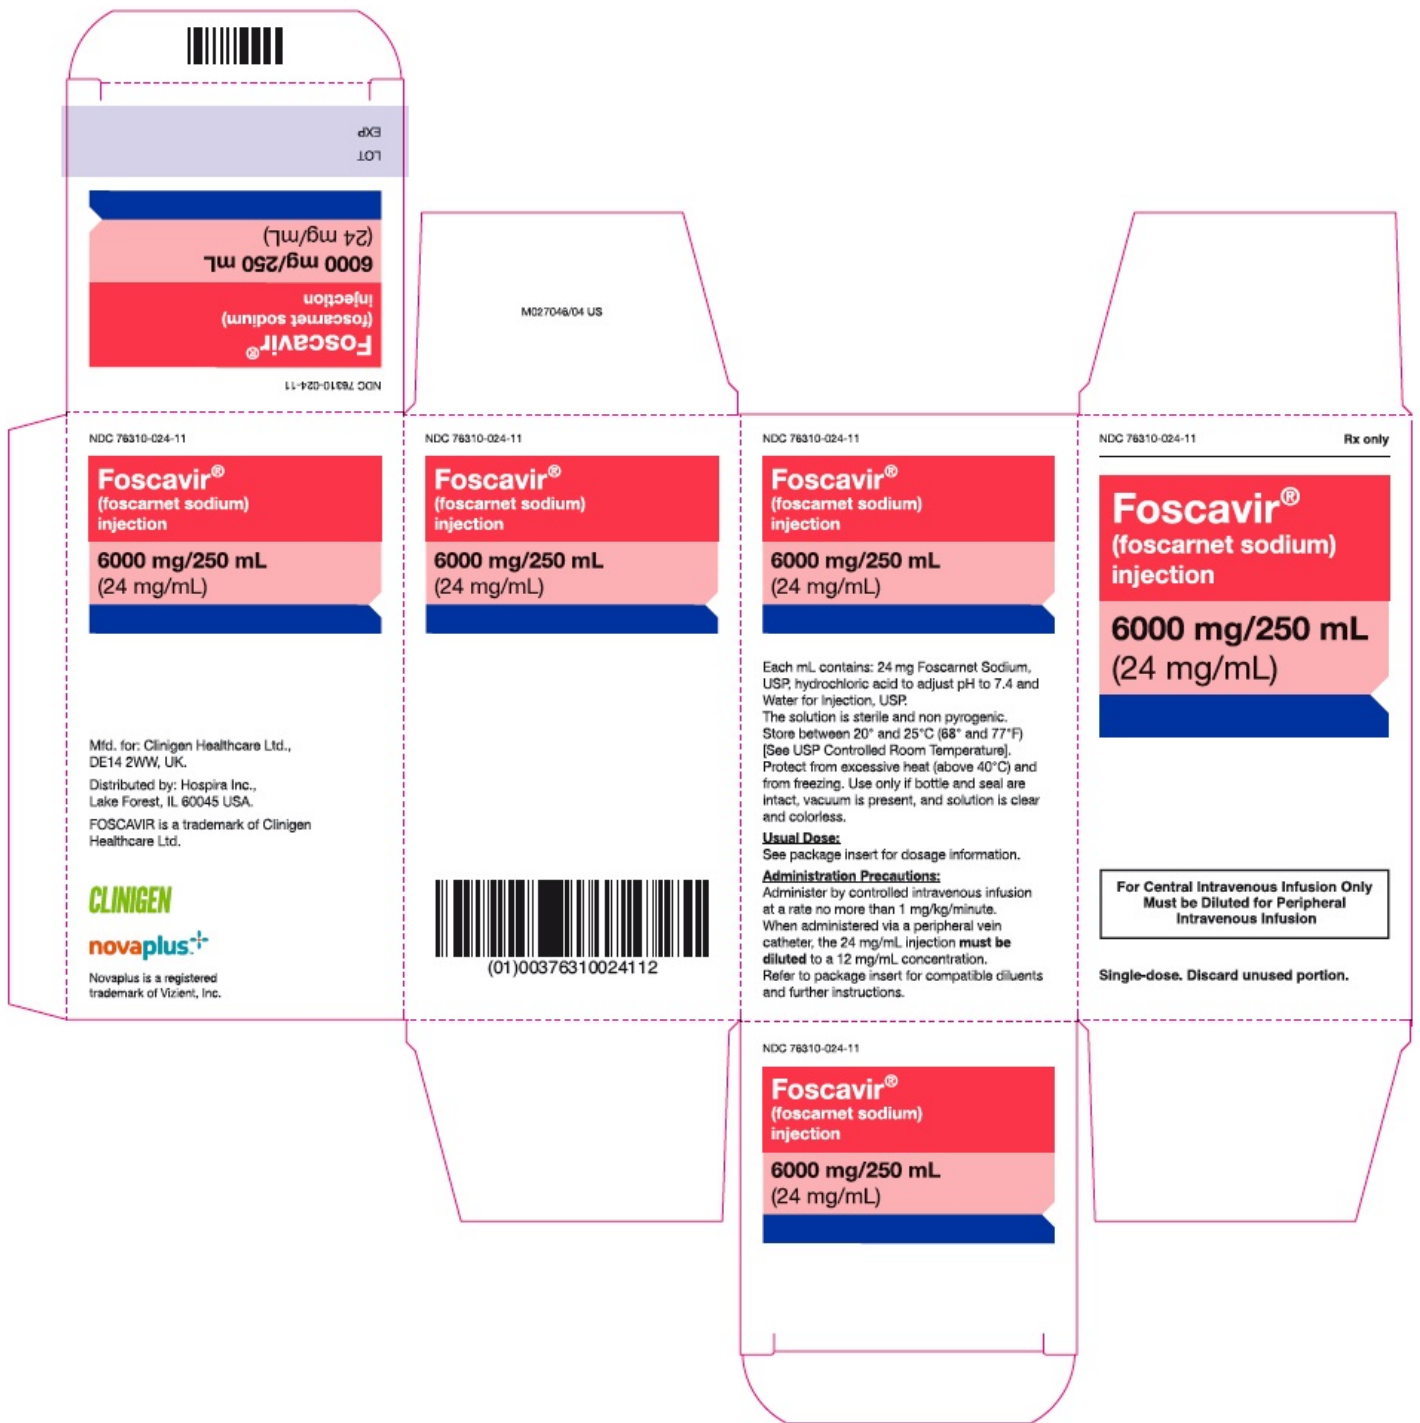 EXP
LOT
6000 mg/250 mL
(24 mg/mL)
Foscavir®
(foscarnet sodium)
injection
NDC 76310-024-11
M027046/04 US
NDC 76310-024-11
Foscavir®
(foscarnet sodium)
injection
6000 mg/250 mL
(24 mg/mL)
Mfd. for: Clinigen Healthcare Ltd.,
DE14 2WW, UK.
Distributed by: Hospira Inc.,
Lake Forest, IL 60045 USA.
FOSCAVIR is a trademark of Clinigen
Healthcare Ltd.
CLINIGEN
novaplus™
Novaplus is a registered
trademark of Vizient, Inc.
NDC 76310-024-11
Foscavir®
(foscarnet sodium)
injection
6000 mg/250 mL
(24 mg/mL)
(01)00376310024112
NDC 76310-024-11
Foscavir®
(foscarnet sodium)
injection
6000 mg/250 mL
(24 mg/mL)
Each mL contains: 24 mg Foscarnet Sodium,
USP, hydrochloric acid to adjust pH to 7.4 and
Water for Injection, USP.
The solution is sterile and non pyrogenic.
Store between 20° and 25°C (68° and 77°F)
[See USP Controlled Room Temperature].
Protect from excessive heat (above 40°C) and
from freezing. Use only if bottle and seal are
intact, vacuum is present, and solution is clear
and colorless.
Usual Dose:
See package insert for dosage information.
Administration Precautions:
Administer by controlled intravenous infusion
at a rate no more than 1 mg/kg/minute.
When administered via a peripheral vein
catheter, the 24 mg/mL injection must be
diluted to a 12 mg/mL concentration.
Refer to package insert for compatible diluents
and further instructions.
NDC 76310-024-11
Foscavir®
(foscarnet sodium)
injection
6000 mg/250 mL
(24 mg/mL)
NDC 76310-024-11 Rx only
Foscavir®
(foscarnet sodium)
injection
6000 mg/250 mL
(24 mg/mL)
For Central Intravenous Infusion Only
Must be Diluted for Peripheral
Intravenous Infusion
Single-dose. Discard unused portion.